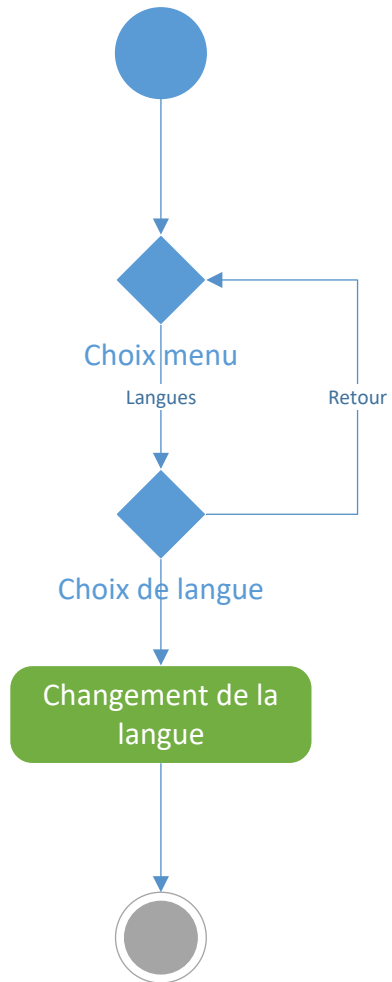 Choix menu
Langues
Retour
Choix de langue
Changement de la
langue